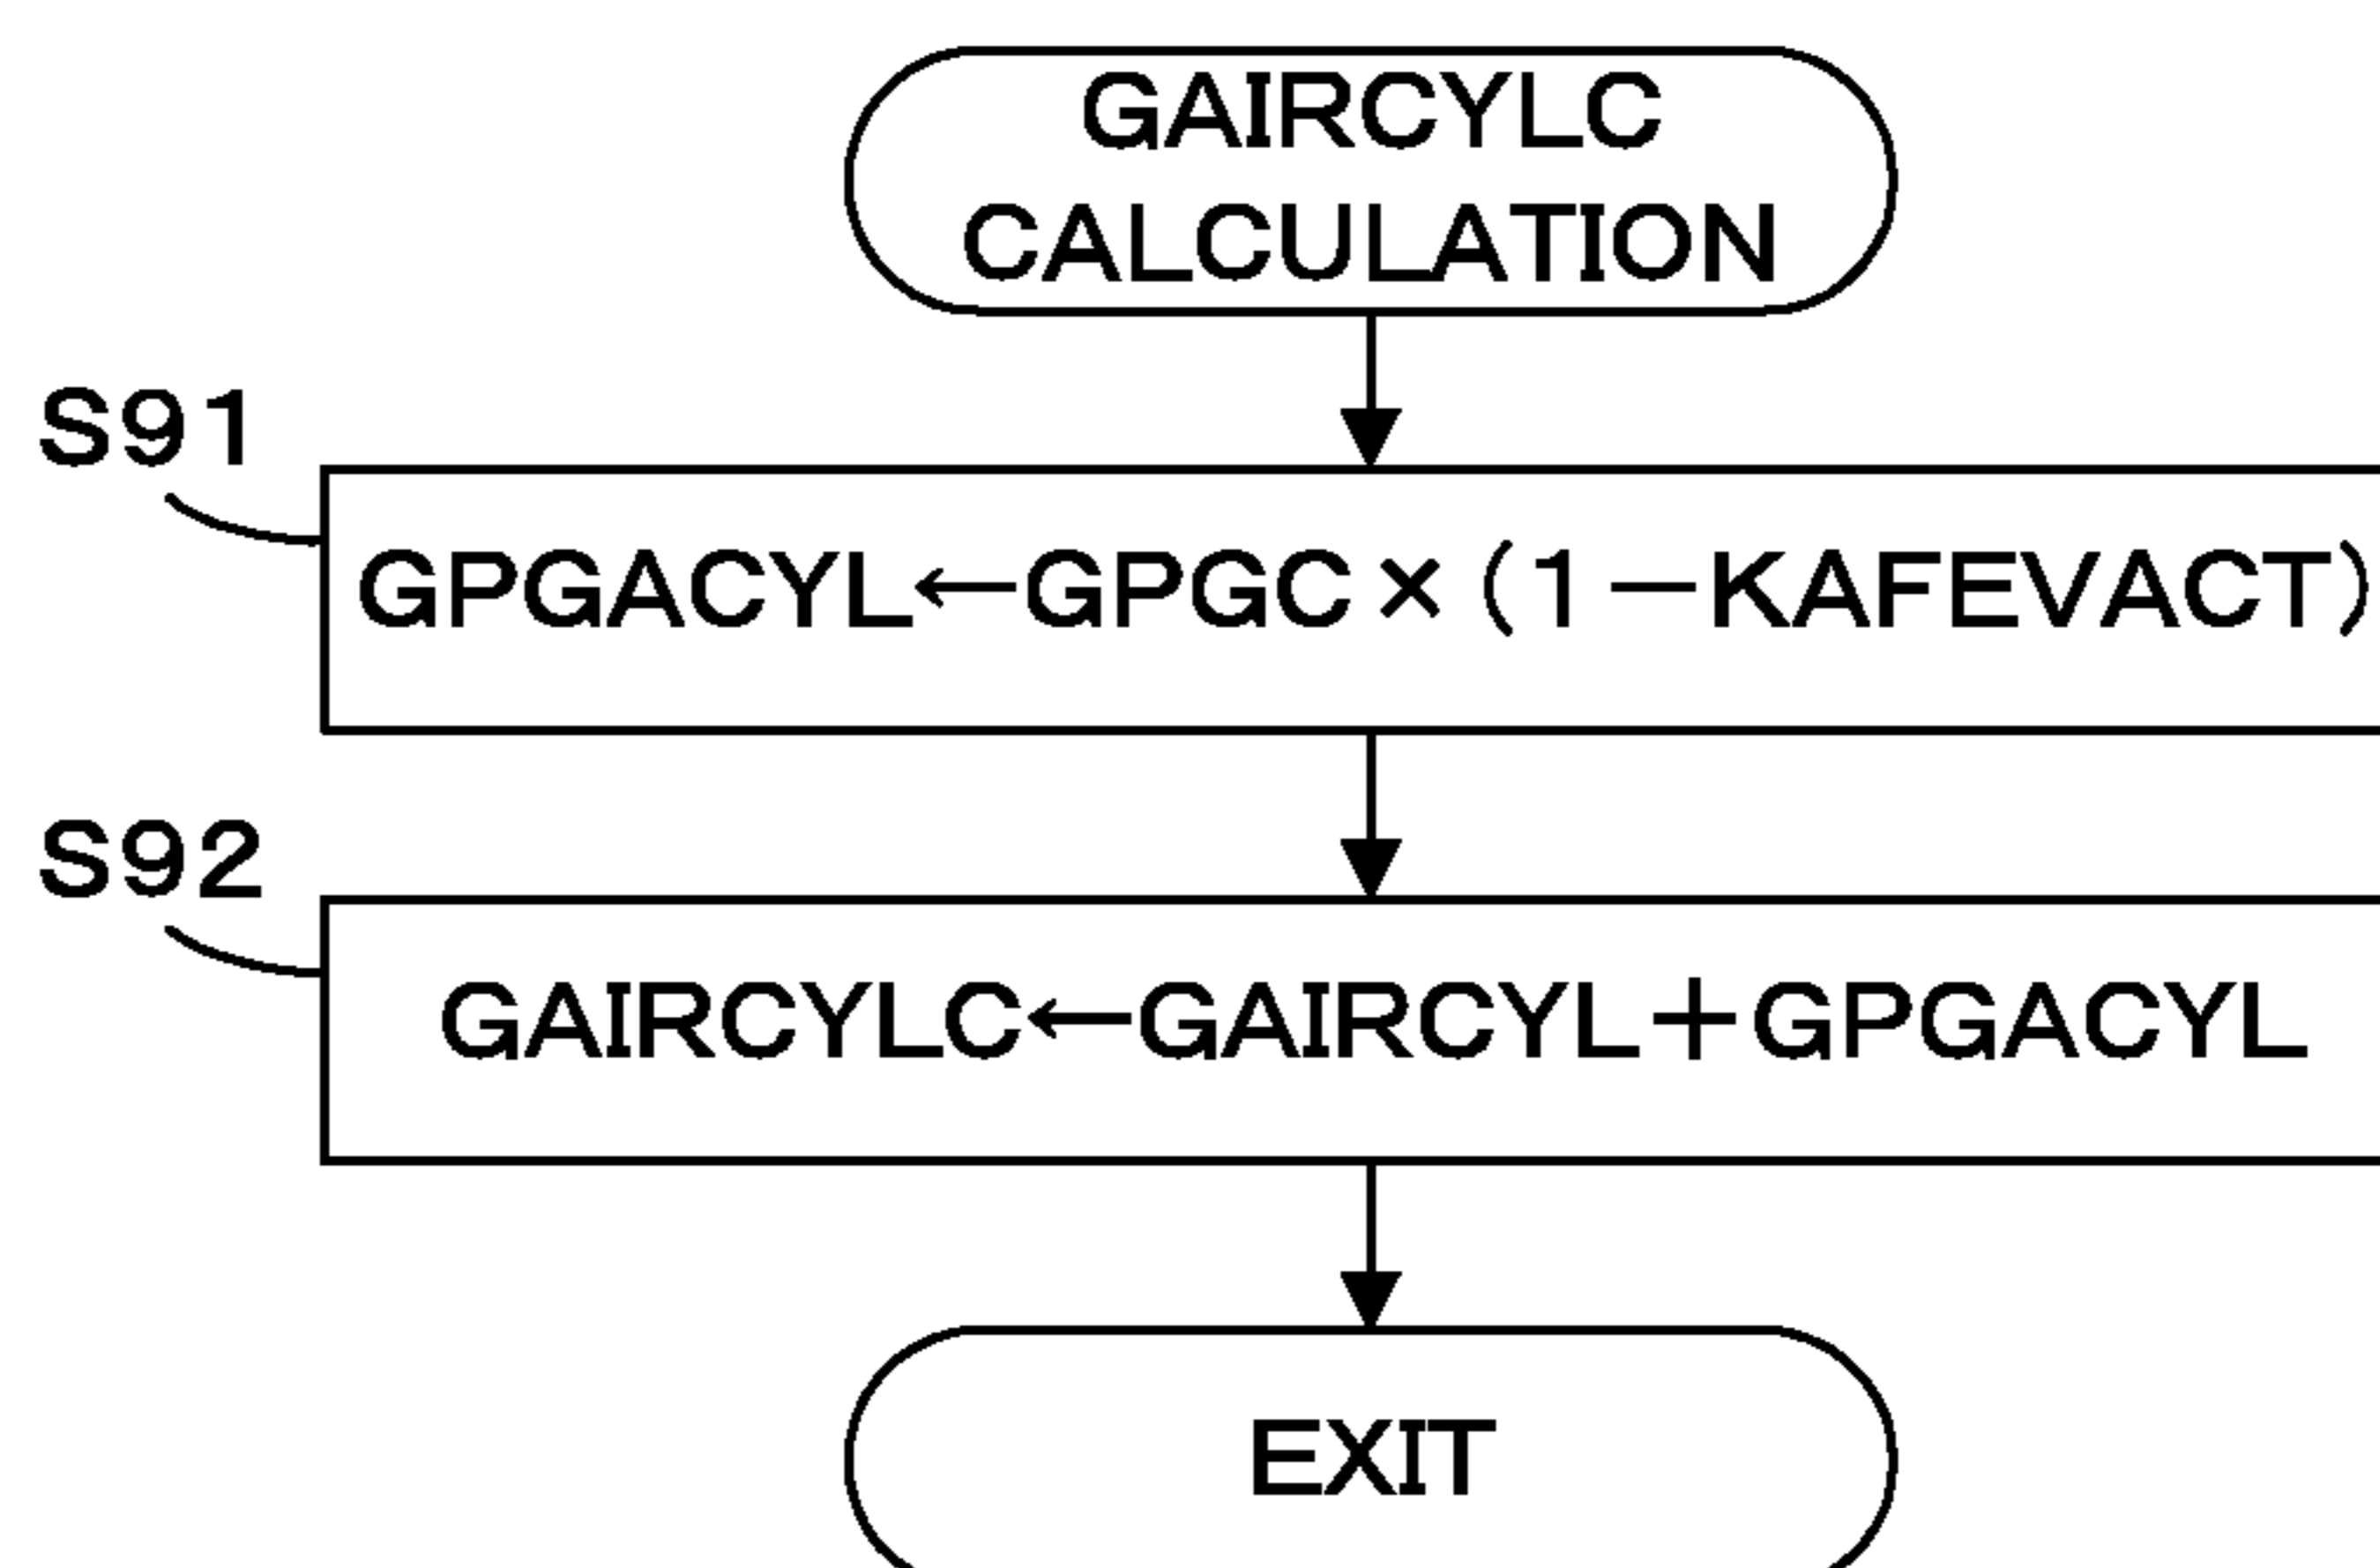 GAIRCYLC
CALCULATION
S91
GPGACYL←GPGC×(1−KAFEVACT)
S92
GAIRCYLC←GAIRCYL+GPGACYL
EXIT